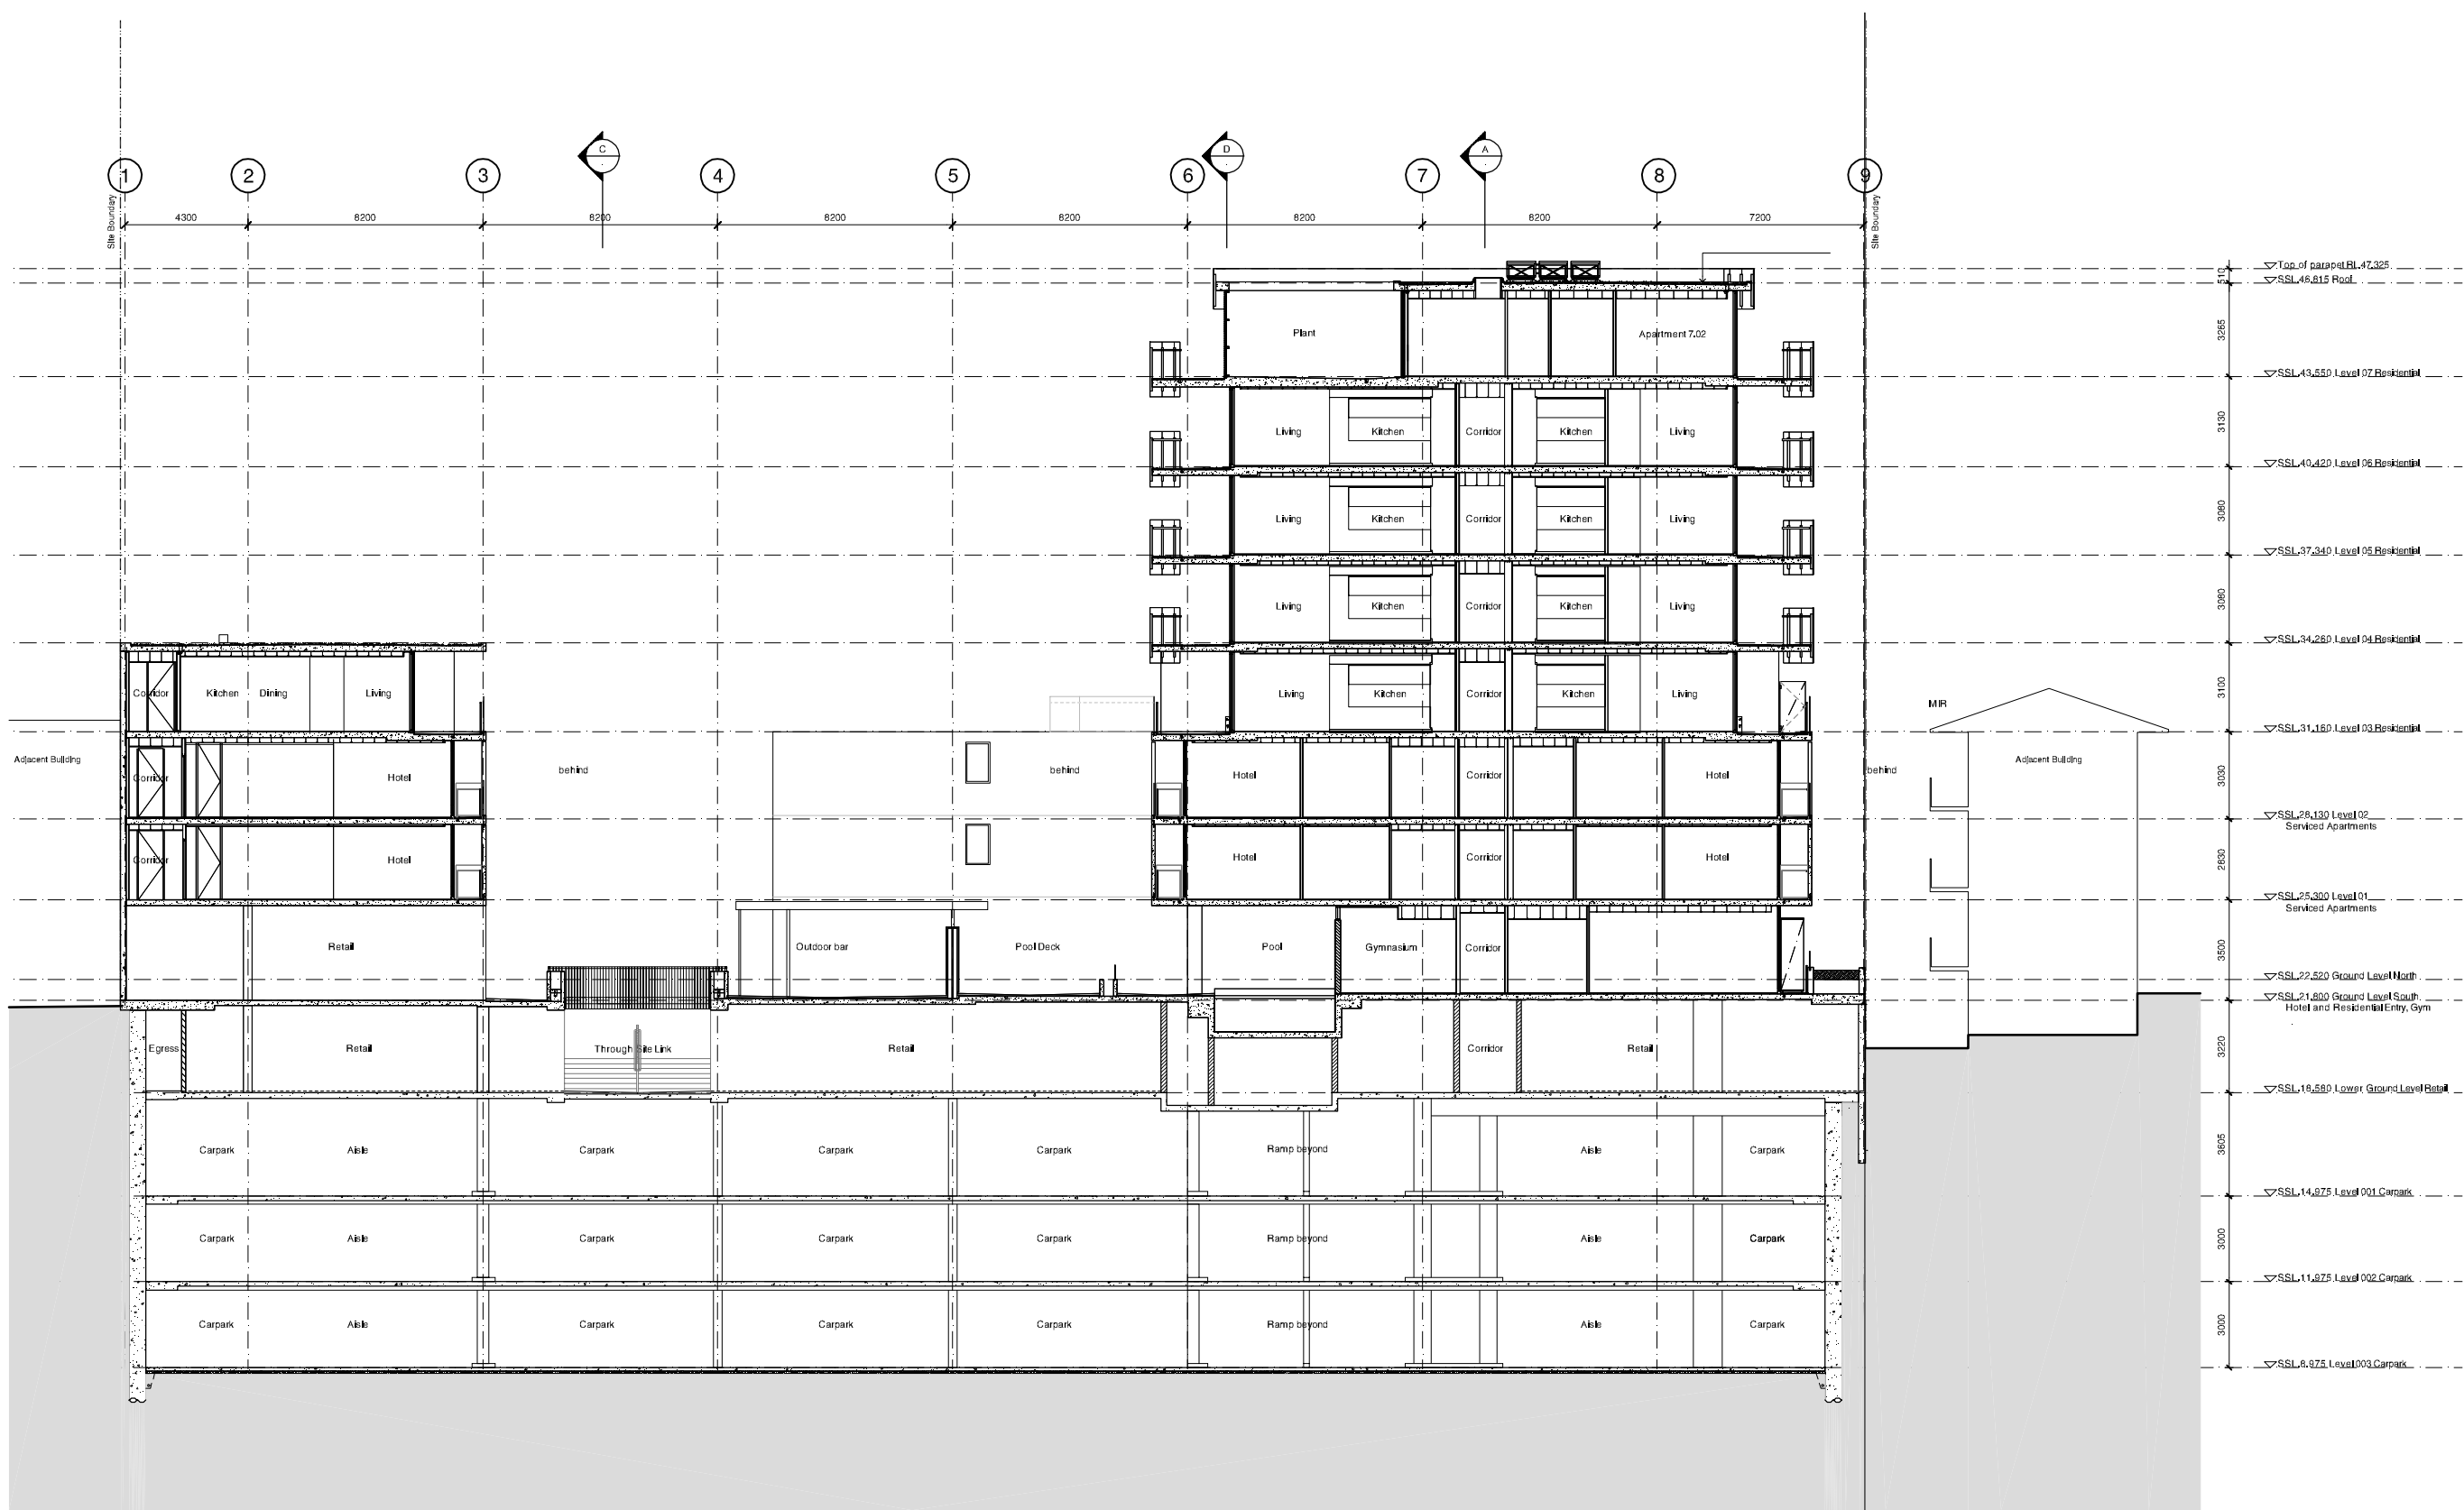 C
D
A
1
2
3
4
5
6
7
8
9
Site Boundary
Site Boundary
4300
8200
8200
8200
8200
8200
8200
7200
Top of parapet RL.47.325
510
SSL.46.815 Roof
3265
Plant
Apartment 7.02
SSL.43.550 Level 07 Residential
3130
Living
Kitchen
Corridor
Kitchen
Living
SSL.40.420 Level 06 Residential
3080
Living
Kitchen
Corridor
Kitchen
Living
SSL.37.340 Level 05 Residential
3080
Living
Kitchen
Corridor
Kitchen
Living
SSL.34.260 Level 04 Residential
3100
Corridor
Kitchen
Dining
Living
Living
Kitchen
Corridor
Kitchen
Living
MIR
SSL.31.160 Level 03 Residential
3030
Adjacent Building
Corridor
Hotel
behind
behind
Hotel
Corridor
Hotel
behind
Adjacent Building
SSL.28.130 Level 02
Serviced Apartments
2830
Corridor
Hotel
Hotel
Corridor
Hotel
SSL.25.300 Level 01
Serviced Apartments
3500
Retail
Outdoor bar
Pool Deck
Pool
Gymnasium
Corridor
SSL.22.520 Ground Level North
SSL.21.800 Ground Level South,
Hotel and Residential Entry, Gym
3220
Egress
Retail
Through Site Link
Retail
Corridor
Retail
SSL.18.580 Lower Ground Level Retail
3605
Carpark
Aisle
Carpark
Carpark
Carpark
Ramp beyond
Aisle
Carpark
SSL.14.975 Level 001 Carpark
3000
Carpark
Aisle
Carpark
Carpark
Carpark
Ramp beyond
Aisle
Carpark
SSL.11.975 Level 002 Carpark
3000
Carpark
Aisle
Carpark
Carpark
Carpark
Ramp beyond
Aisle
Carpark
SSL.8.975 Level 003 Carpark